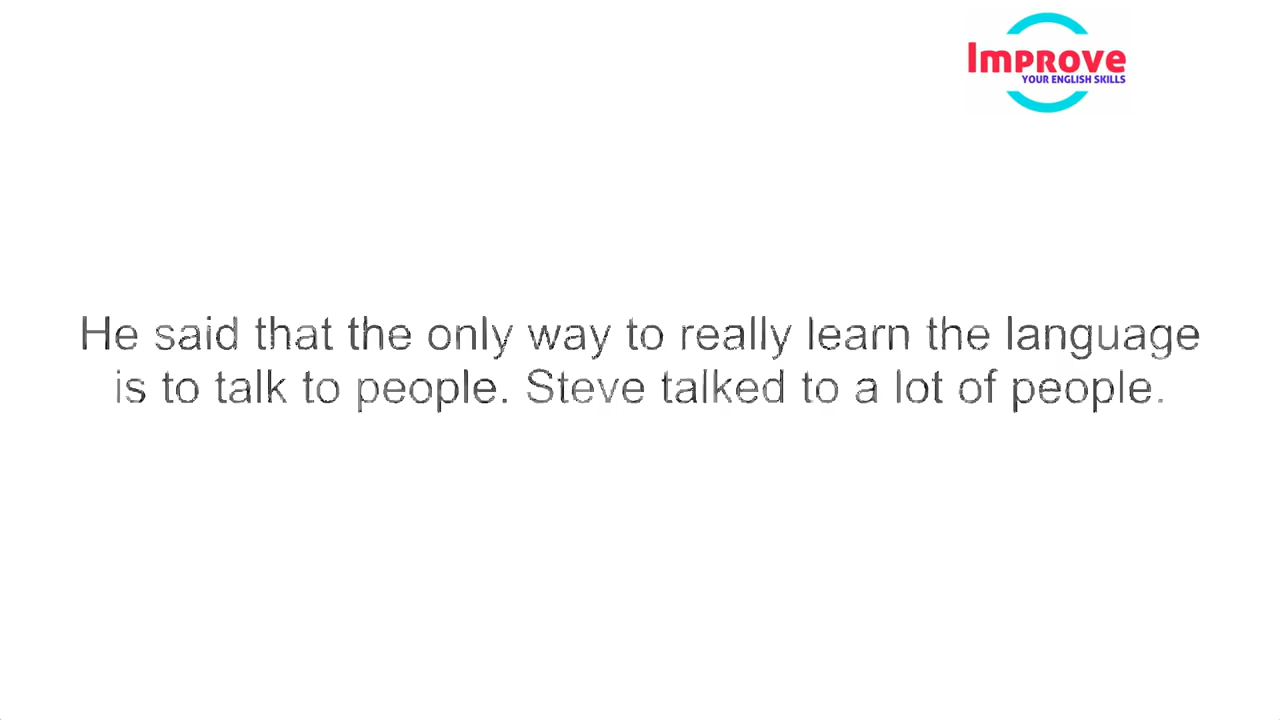 Improve
YOUR ENGLISH SKILLS
He said that the only way to really learn the language
is to talk to people. Steve talked to a lot of people.